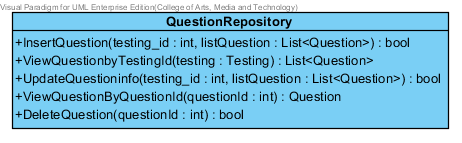 Visual Paradigm for UML Enterprise Edition(College of Arts, Media and Technology)
QuestionRepository
+InsertQuestion(testing_id : int, listQuestion : List<Question>) : bool
+ViewQuestionbyTestingId(testing : Testing) : List<Question>
+UpdateQuestioninfo(testing_id : int, listQuestion : List<Question>) : bool
+ViewQuestionByQuestionId(questionId : int) : Question
+DeleteQuestion(questionId : int) : bool